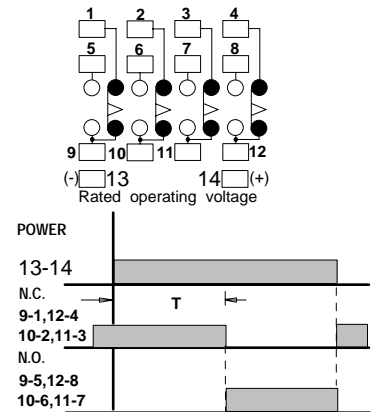 1 2 3 4
5 6 7 8
9 10 11 12
(-) 13 14 (+)
Rated operating voltage
POWER
13-14
N.C.
T
9-1,12-4
10-2,11-3
N.O.
9-5,12-8
10-6,11-7